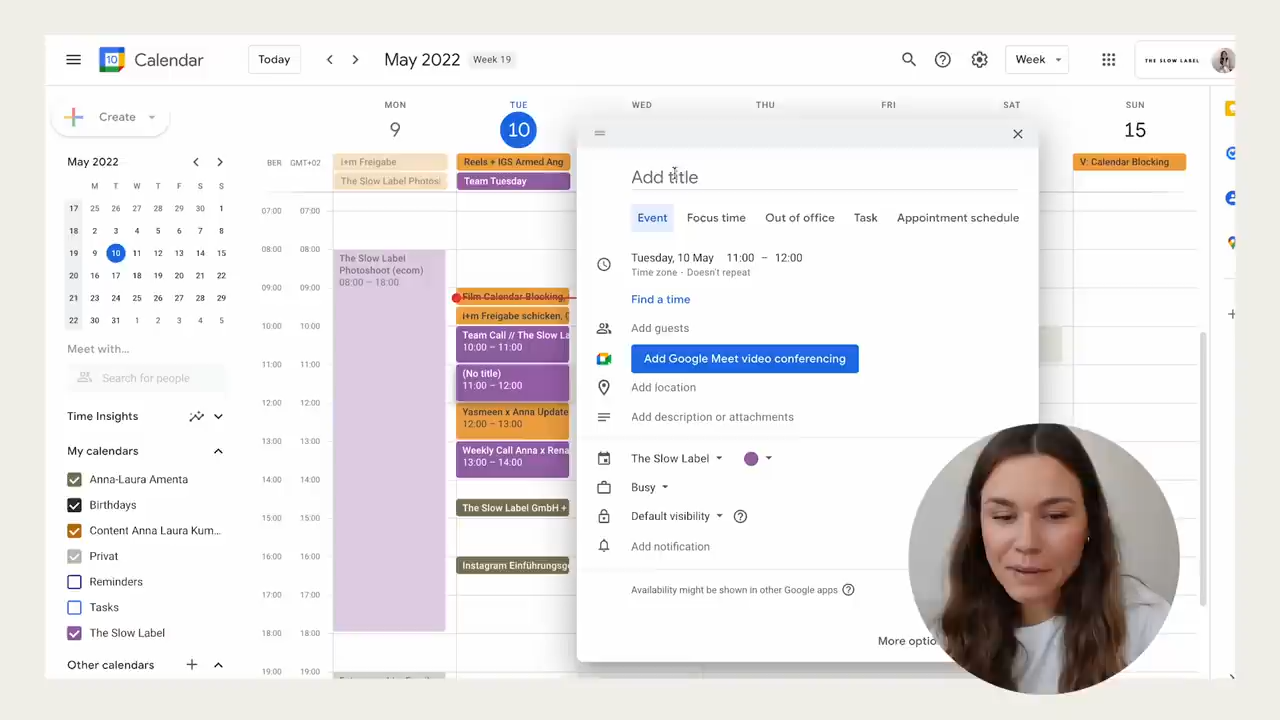 10
Calendar
Today
May 2022
Week 19
Week
THE SLOW LABEL
Create
May 2022
M T W T F S S
17 25 26 27 28 29 30 1
18 2 3 4 5 6 7 8
19 9 10 11 12 13 14 15
20 16 17 18 19 20 21 22
21 23 24 25 26 27 28 29
22 30 31 1 2 3 4 5
Meet with...
Search for people
Time Insights
My calendars
Anna-Laura Amenta
Birthdays
Content Anna Laura Kum...
Privat
Reminders
Tasks
The Slow Label
Other calendars
MON TUE WED THU FRI SAT SUN
9 10 15
BER GMT+02
i+m Freigabe
The Slow Label Photos
Reels + IGS Armed Ang
Team Tuesday
V: Calendar Blocking
07:00 07:00
08:00 08:00
09:00 09:00
10:00 10:00
11:00 11:00
12:00 12:00
13:00 13:00
14:00 14:00
15:00 15:00
16:00 16:00
17:00 17:00
18:00 18:00
19:00 19:00
The Slow Label
Photoshoot (ecom)
08:00 – 18:00
Film Calendar Blocking,
i+m Freigabe schicken,
Team Call // The Slow La
10:00 – 11:00
(No title)
11:00 – 12:00
Yasmeen x Anna Update
12:00 – 13:00
Weekly Call Anna x Rena
13:00 – 14:00
The Slow Label GmbH +
Instagram Einführungsg
Add title
Event Focus time Out of office Task Appointment schedule
Tuesday, 10 May 11:00 – 12:00
Time zone · Doesn't repeat
Find a time
Add guests
Add Google Meet video conferencing
Add location
Add description or attachments
The Slow Label
Busy
Default visibility
Add notification
Availability might be shown in other Google apps
More optio